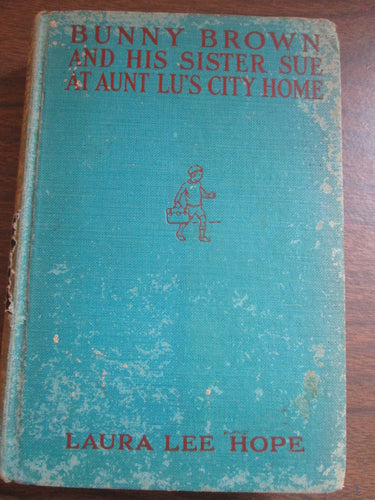 BUNNY BROWN
AND HIS SISTER SUE
AT AUNT LU'S CITY HOME
LAURA LEE HOPE